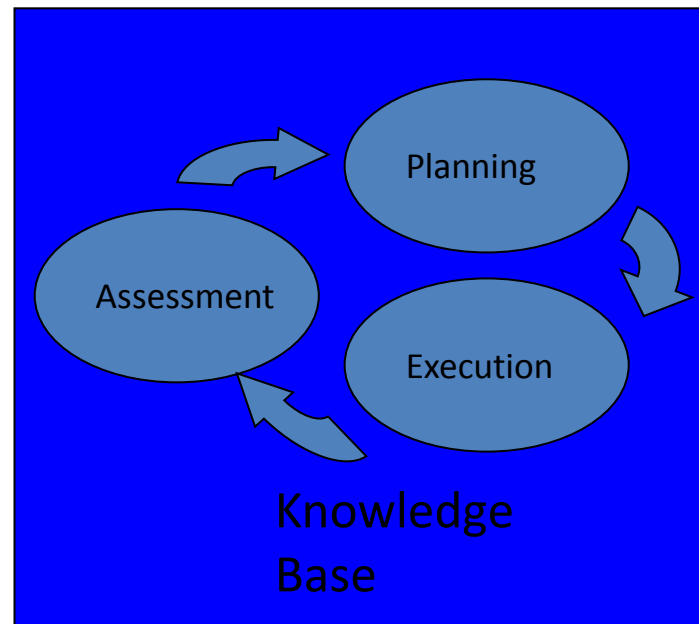 Planning
Assessment
Execution
Knowledge
Base